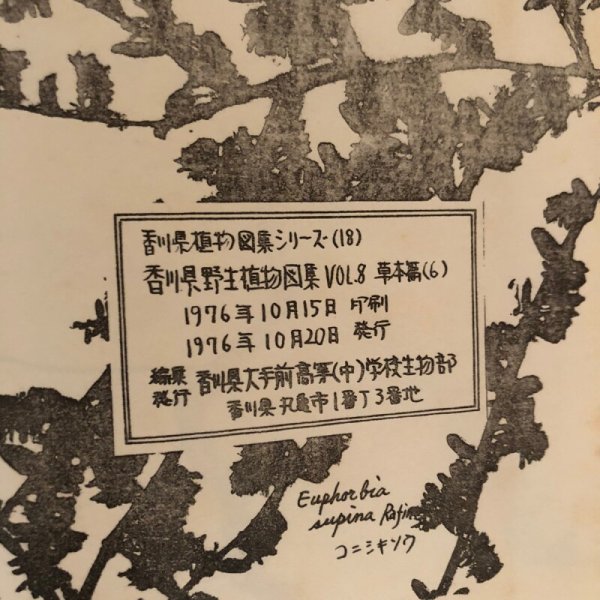 香川県植物図集シリーズ(18)
香川県野生植物図集 VOL.8 草本篇(6)
1976年10月15日 印刷
1976年10月20日 発行
編集 香川県大手前高等(中)学校生物部
発行 香川県丸亀市1番丁3番地
Euphorbia
supina Rafin
コニシキソウ